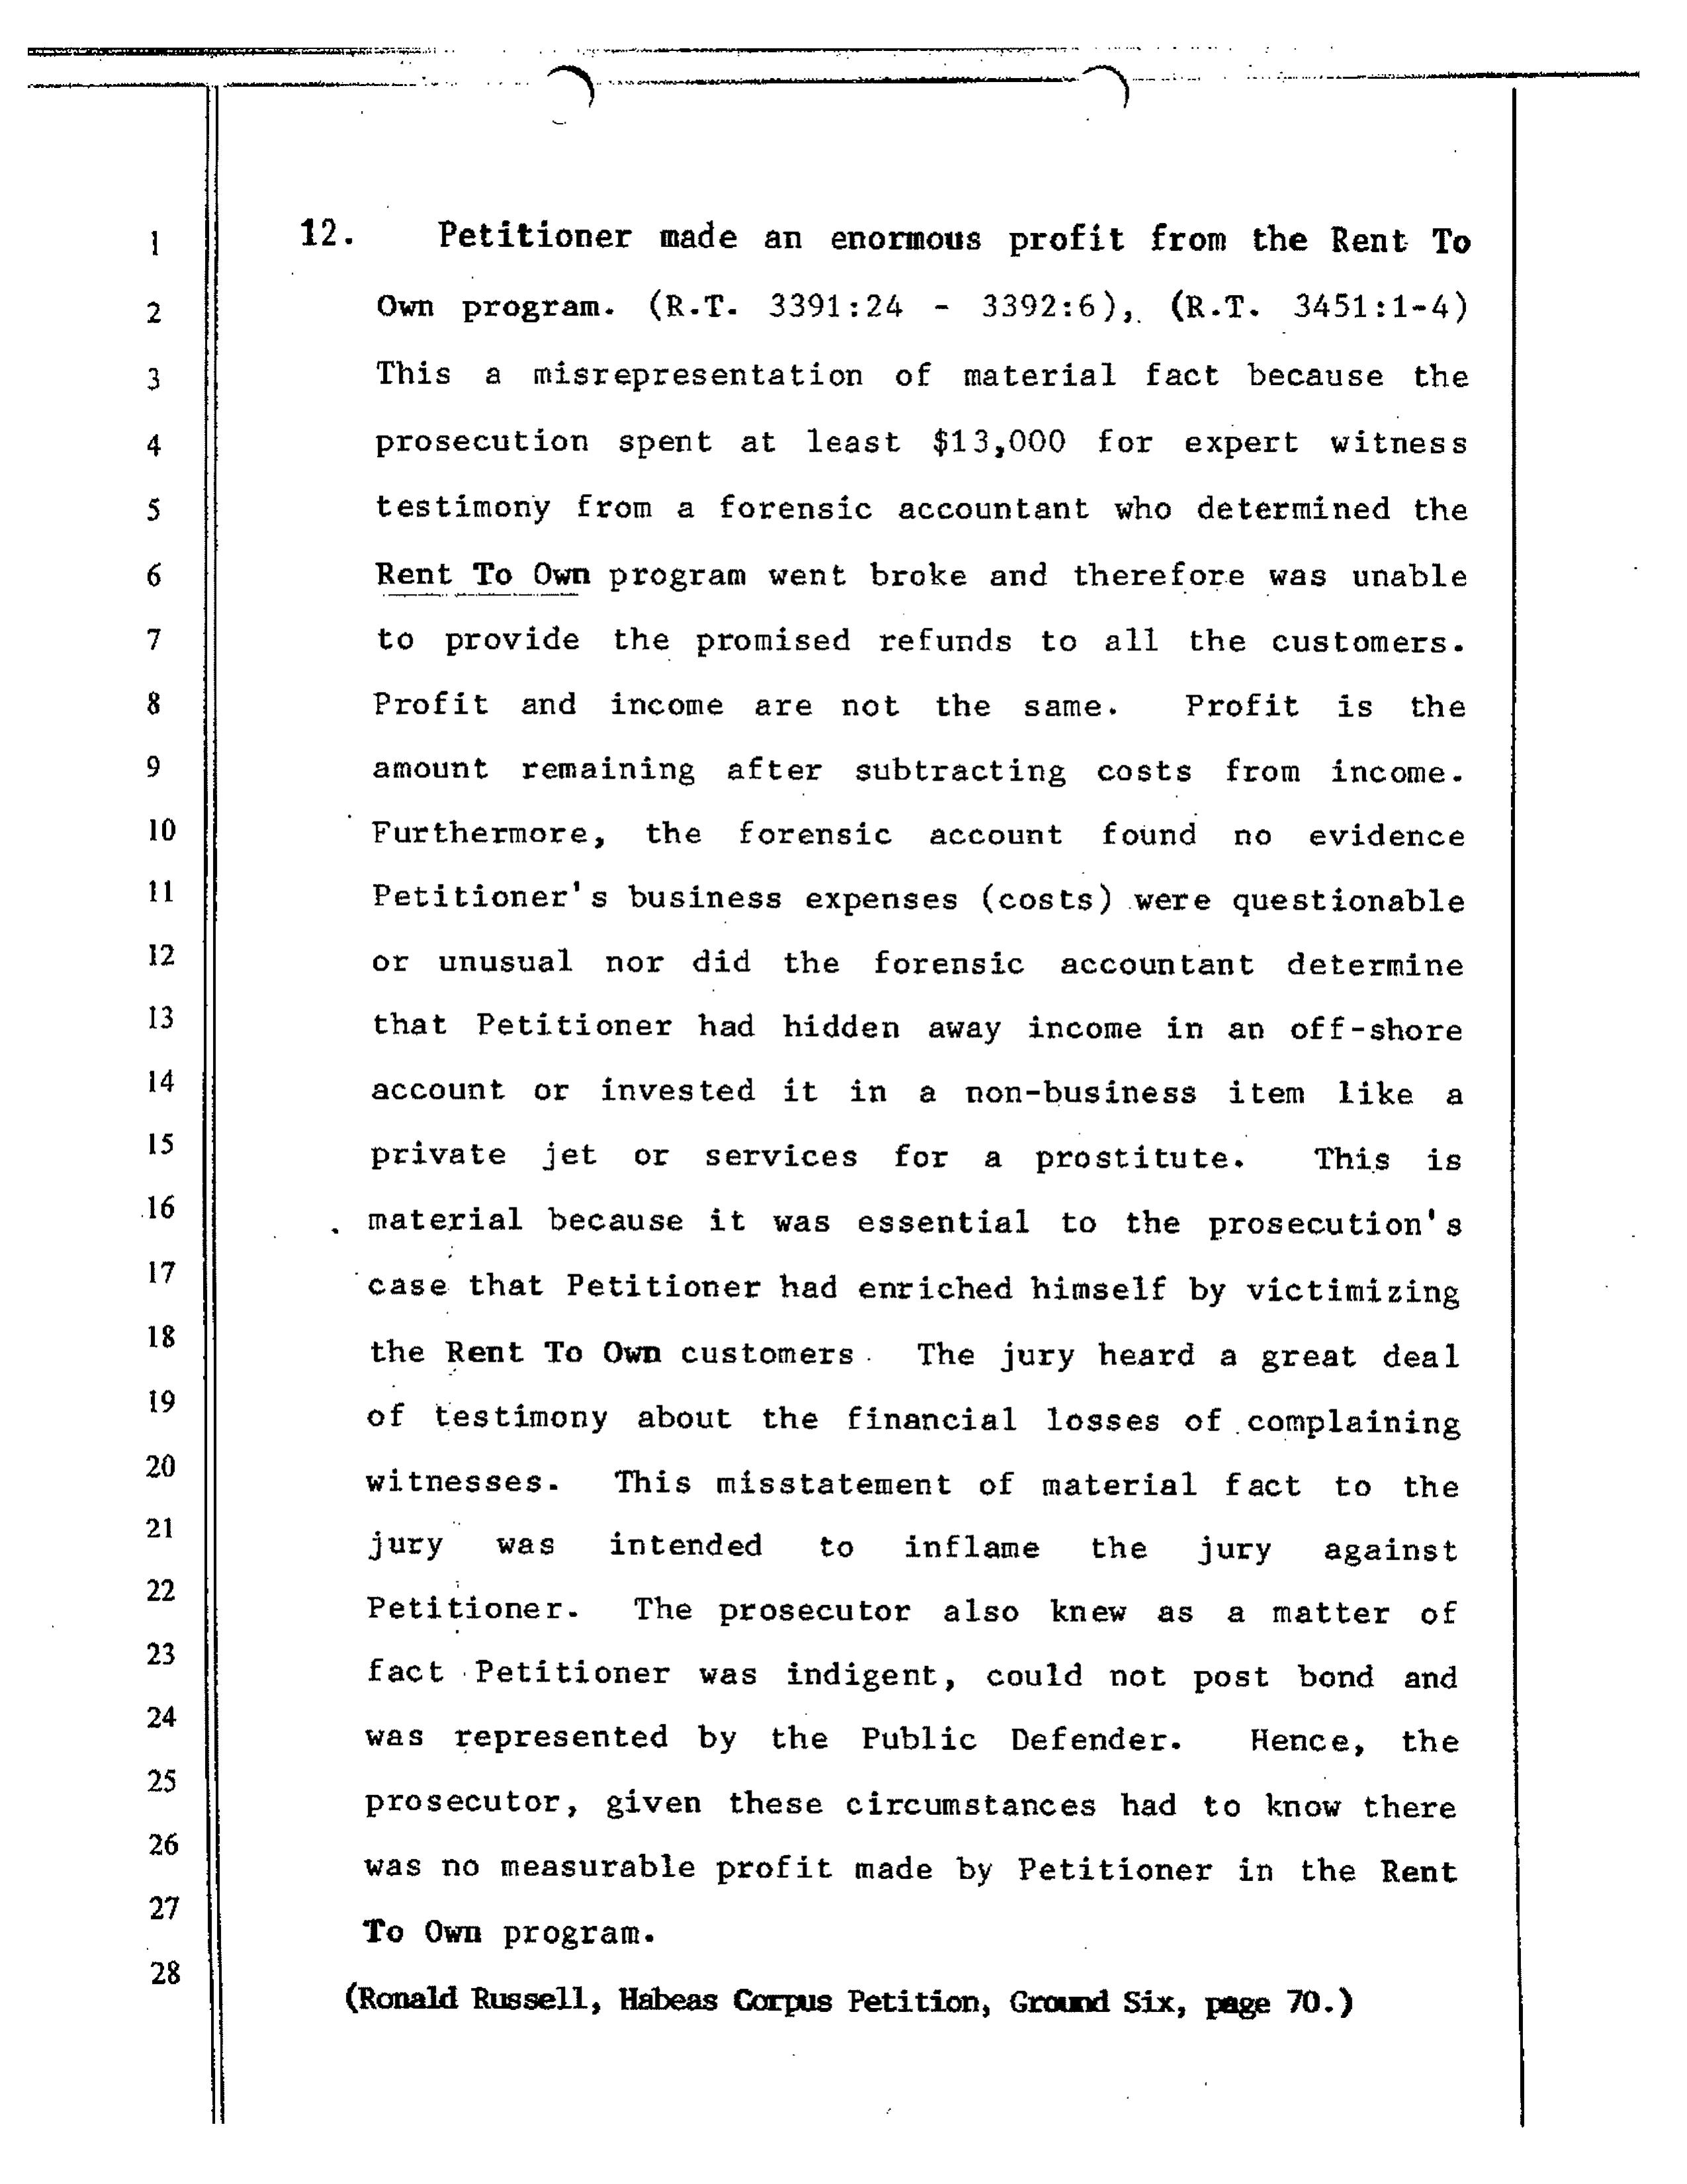 1 12. Petitioner made an enormous profit from the Rent To
2 Own program. (R.T. 3391:24 - 3392:6), (R.T. 3451:1-4)
3 This a misrepresentation of material fact because the
4 prosecution spent at least $13,000 for expert witness
5 testimony from a forensic accountant who determined the
6 Rent To Own program went broke and therefore was unable
7 to provide the promised refunds to all the customers.
8 Profit and income are not the same. Profit is the
9 amount remaining after subtracting costs from income.
10 Furthermore, the forensic account found no evidence
11 Petitioner's business expenses (costs) were questionable
12 or unusual nor did the forensic accountant determine
13 that Petitioner had hidden away income in an off-shore
14 account or invested it in a non-business item like a
15 private jet or services for a prostitute. This is
16 material because it was essential to the prosecution's
17 case that Petitioner had enriched himself by victimizing
18 the Rent To Own customers. The jury heard a great deal
19 of testimony about the financial losses of complaining
20 witnesses. This misstatement of material fact to the
21 jury was intended to inflame the jury against
22 Petitioner. The prosecutor also knew as a matter of
23 fact Petitioner was indigent, could not post bond and
24 was represented by the Public Defender. Hence, the
25 prosecutor, given these circumstances had to know there
26 was no measurable profit made by Petitioner in the Rent
27 To Own program.
28 (Ronald Russell, Habeas Corpus Petition, Ground Six, page 70.)